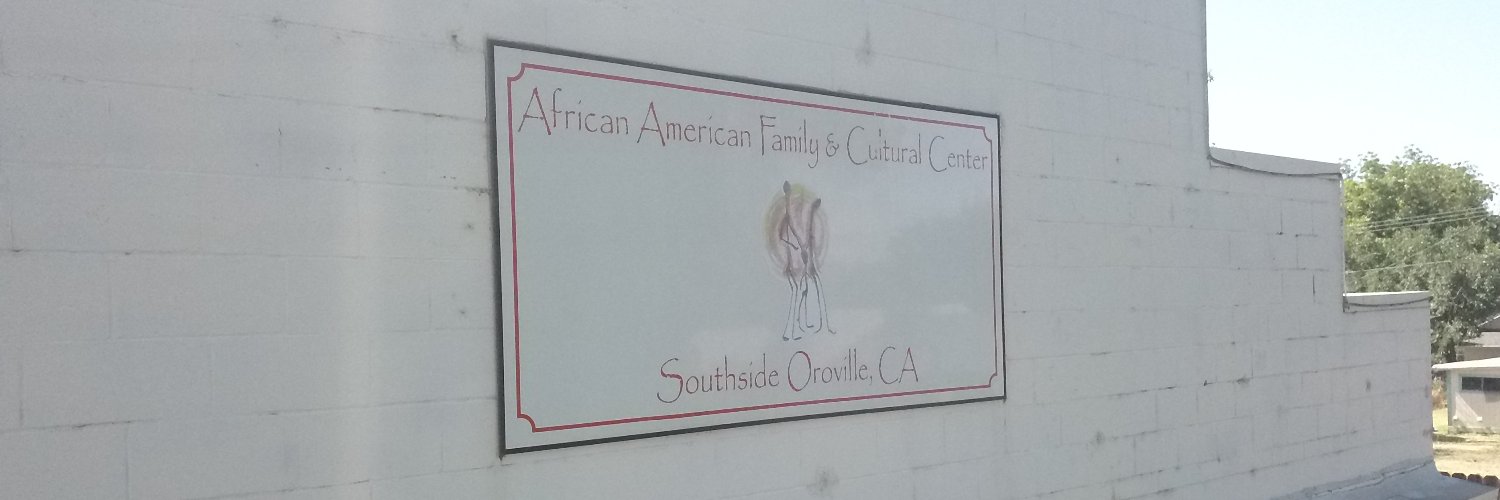 African American Family & Cultural Center
Southside Oroville, CA